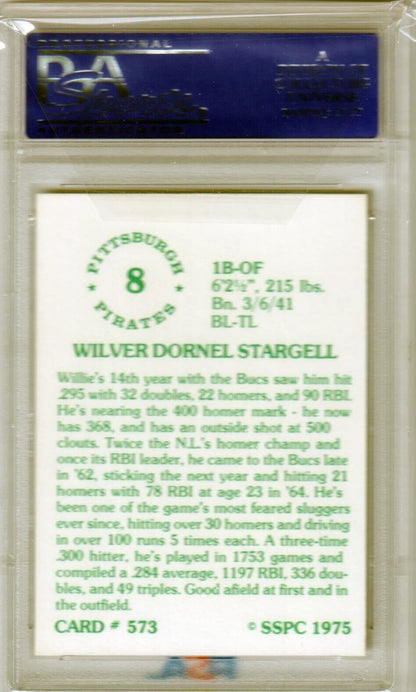 PROFESSIONAL
PSA
AUTHENTICATOR
A
COLLECTORS
UNIVERSE
PITTSBURGH
8
PIRATES
1B-OF
6'2½", 215 lbs.
Bn. 3/6/41
BL-TL
WILVER DORNEL STARGELL
Willie's 14th year with the Bucs saw him hit
.295 with 32 doubles, 22 homers, and 90 RBI.
He's nearing the 400 homer mark - he now
has 368, and has an outside shot at 500
clouts. Twice the N.L.'s homer champ and
once its RBI leader, he came to the Bucs late
in '62, sticking the next year and hitting 21
homers with 78 RBI at age 23 in '64. He's
been one of the game's most feared sluggers
ever since, hitting over 30 homers and driving
in over 100 runs 5 times each. A three-time
.300 hitter, he's played in 1753 games and
compiled a .284 average, 1197 RBI, 336 dou-
bles, and 49 triples. Good afield at first and in
the outfield.
CARD # 573
© SSPC 1975